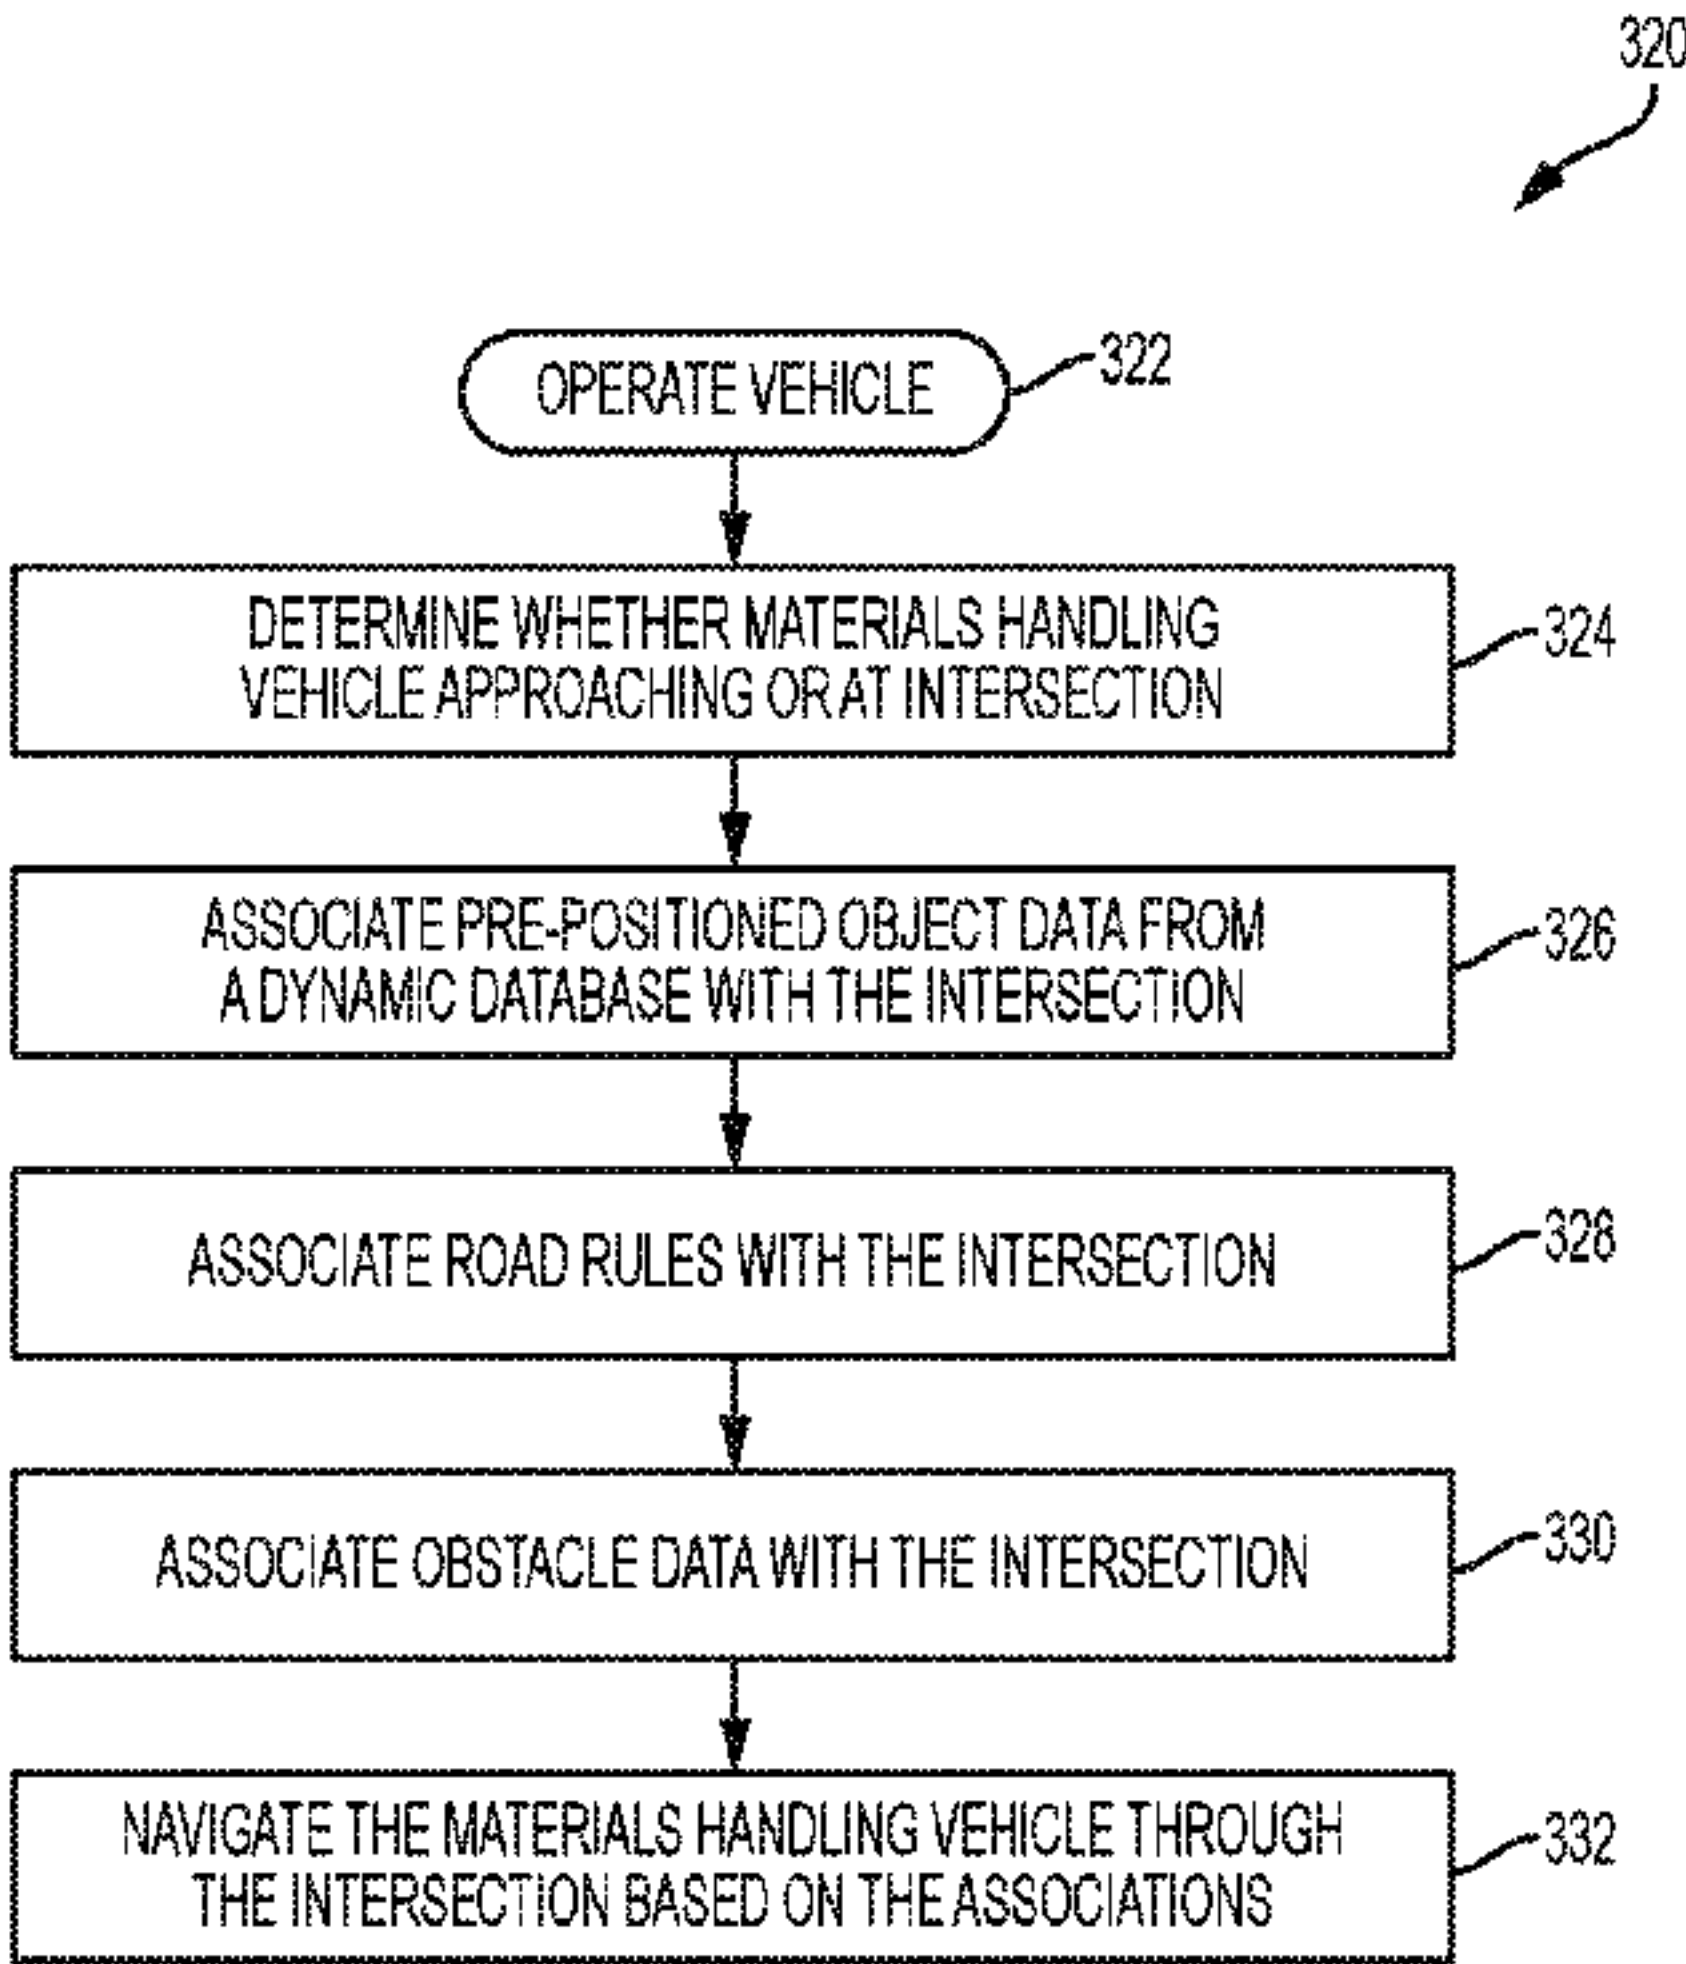 320
OPERATE VEHICLE
322
DETERMINE WHETHER MATERIALS HANDLING
VEHICLE APPROACHING OR AT INTERSECTION
324
ASSOCIATE PRE-POSITIONED OBJECT DATA FROM
A DYNAMIC DATABASE WITH THE INTERSECTION
326
ASSOCIATE ROAD RULES WITH THE INTERSECTION
328
ASSOCIATE OBSTACLE DATA WITH THE INTERSECTION
330
NAVIGATE THE MATERIALS HANDLING VEHICLE THROUGH
THE INTERSECTION BASED ON THE ASSOCIATIONS
332